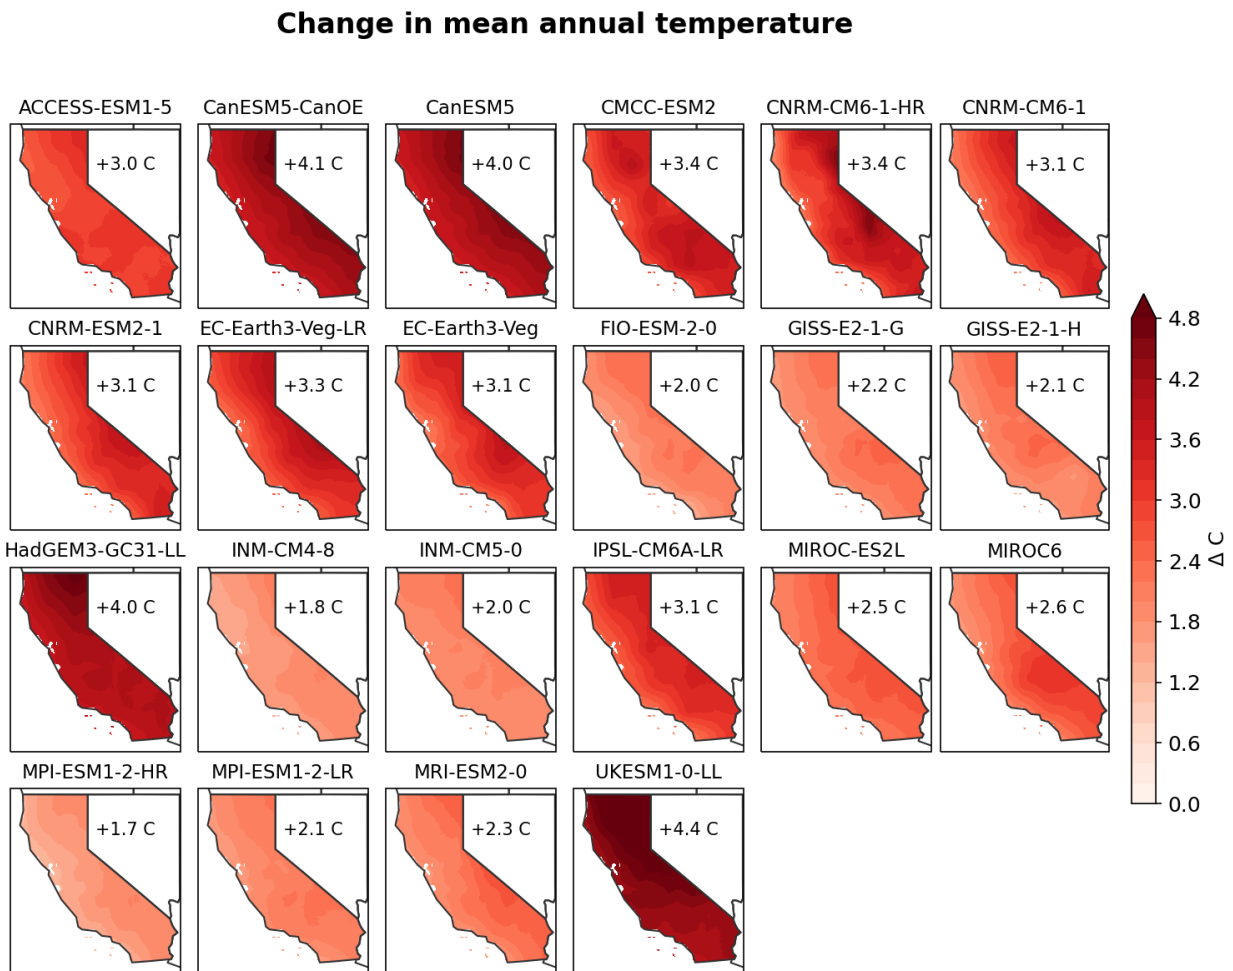 Change in mean annual temperature
ACCESS-ESM1-5
CanESM5-CanOE
CanESM5
CMCC-ESM2
CNRM-CM6-1-HR
CNRM-CM6-1
+3.0 C
+4.1 C
+4.0 C
+3.4 C
+3.4 C
+3.1 C
CNRM-ESM2-1
EC-Earth3-Veg-LR
EC-Earth3-Veg
FIO-ESM-2-0
GISS-E2-1-G
GISS-E2-1-H
+3.1 C
+3.3 C
+3.1 C
+2.0 C
+2.2 C
+2.1 C
HadGEM3-GC31-LL
INM-CM4-8
INM-CM5-0
IPSL-CM6A-LR
MIROC-ES2L
MIROC6
+4.0 C
+1.8 C
+2.0 C
+3.1 C
+2.5 C
+2.6 C
MPI-ESM1-2-HR
MPI-ESM1-2-LR
MRI-ESM2-0
UKESM1-0-LL
+1.7 C
+2.1 C
+2.3 C
+4.4 C
4.8
4.2
3.6
3.0
2.4
1.8
1.2
0.6
0.0
Δ C